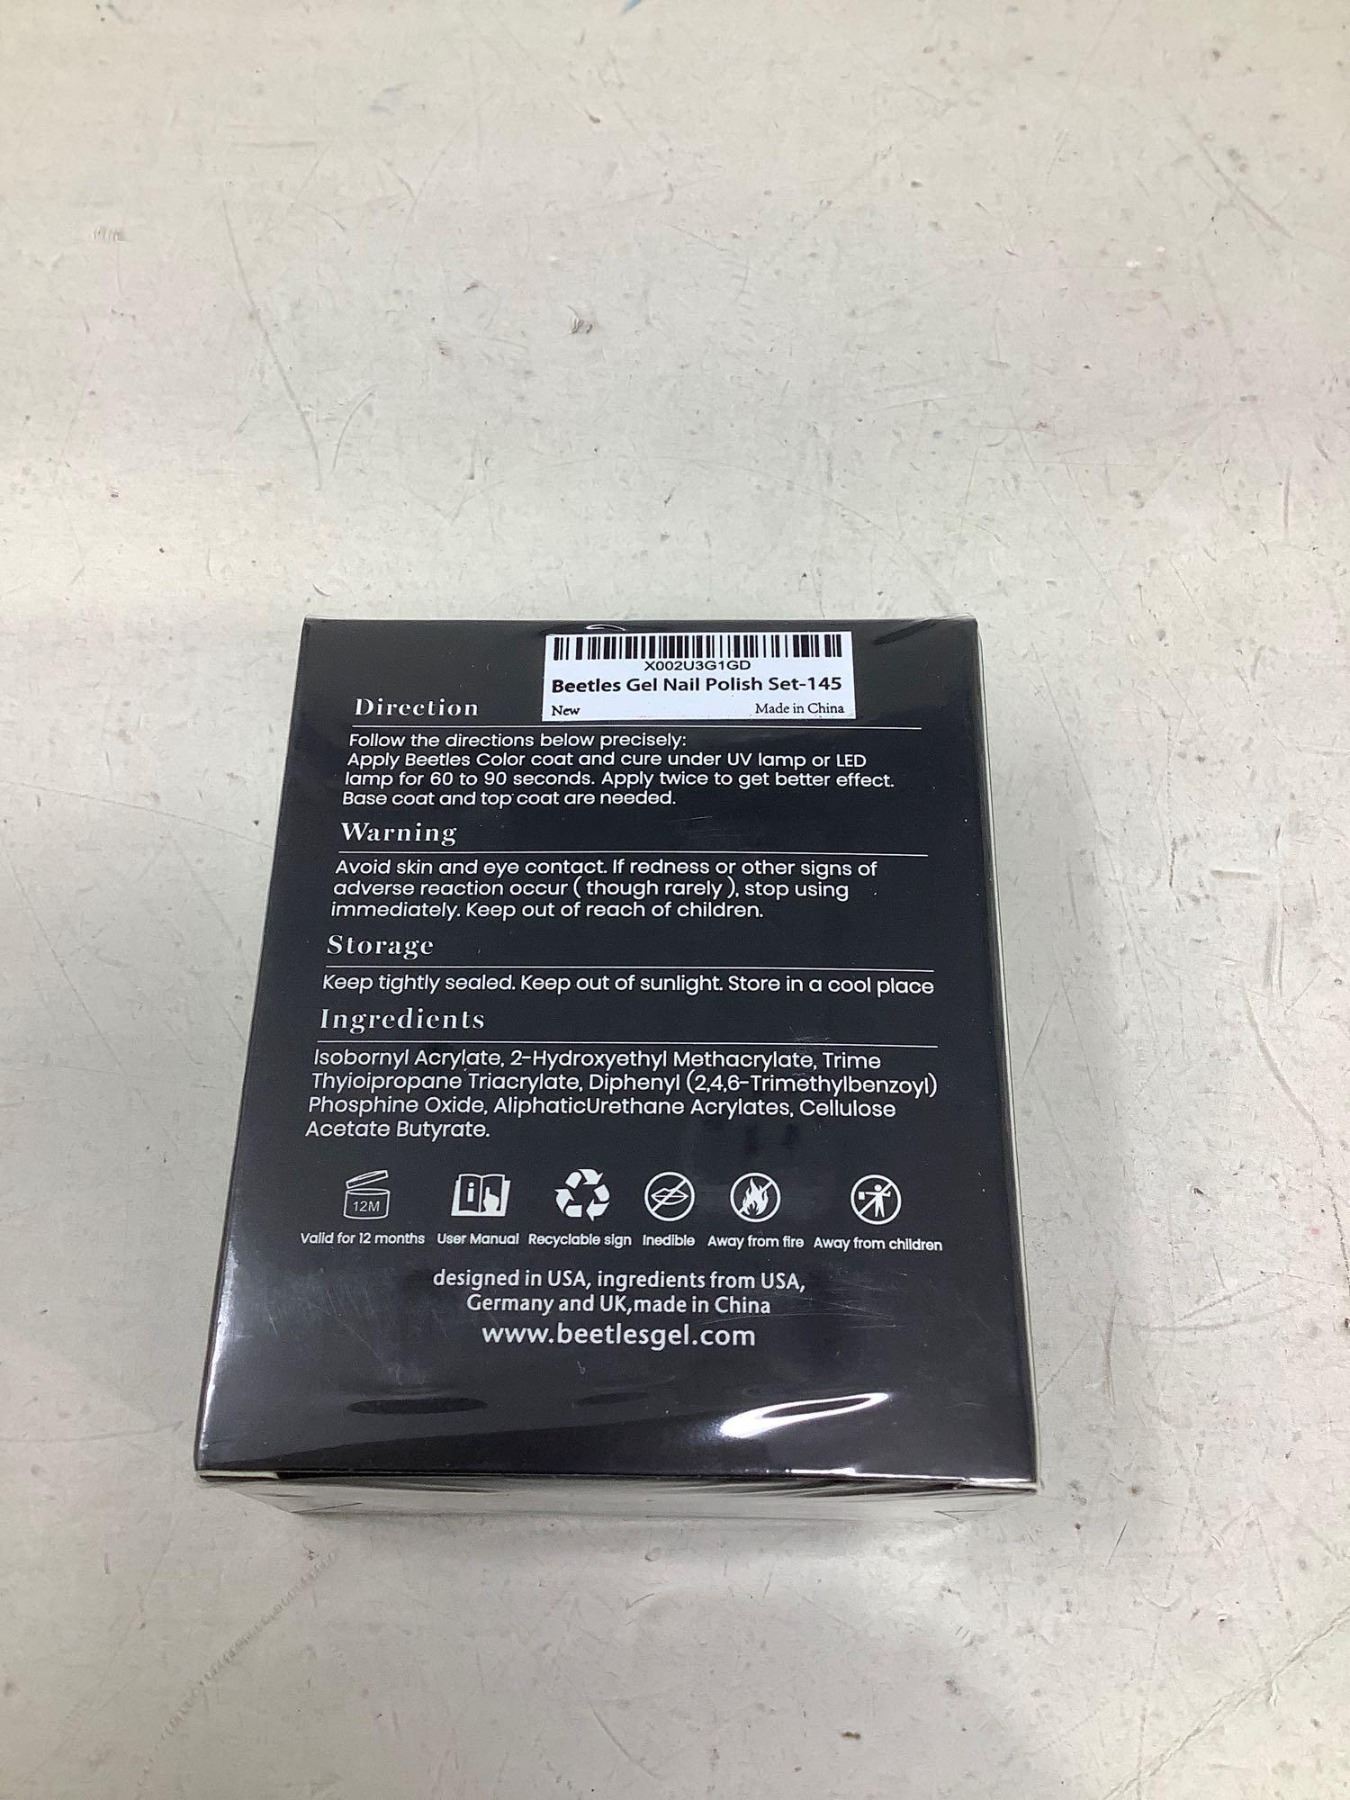 X002U3G1GD
Beetles Gel Nail Polish Set-145
New Made in China
Direction
Follow the directions below precisely:
Apply Beetles Color coat and cure under UV lamp or LED
lamp for 60 to 90 seconds. Apply twice to get better effect.
Base coat and top coat are needed.
Warning
Avoid skin and eye contact. If redness or other signs of
adverse reaction occur ( though rarely ), stop using
immediately. Keep out of reach of children.
Storage
Keep tightly sealed. Keep out of sunlight. Store in a cool place
Ingredients
Isobornyl Acrylate, 2-Hydroxyethyl Methacrylate, Trime
Thyioipropane Triacrylate, Diphenyl (2,4,6-Trimethylbenzoyl)
Phosphine Oxide, AliphaticUrethane Acrylates, Cellulose
Acetate Butyrate.
12M
Valid for 12 months User Manual Recyclable sign Inedible Away from fire Away from children
designed in USA, ingredients from USA,
Germany and UK,made in China
www.beetlesgel.com